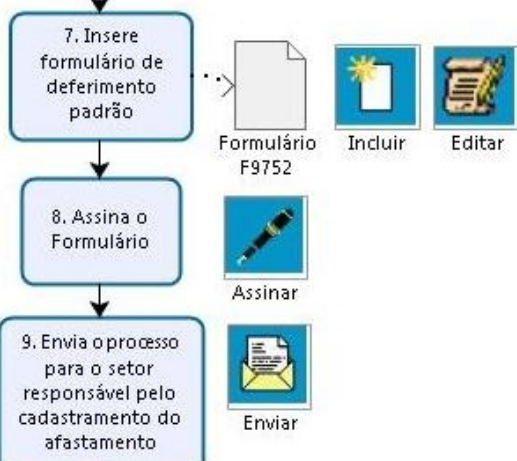 7. Insere
formulário de
deferimento
padrão
Formulário
F9752
Incluir
Editar
8. Assina o
Formulário
Assinar
9. Envia o processo
para o setor
responsável pelo
cadastramento do
afastamento
Enviar